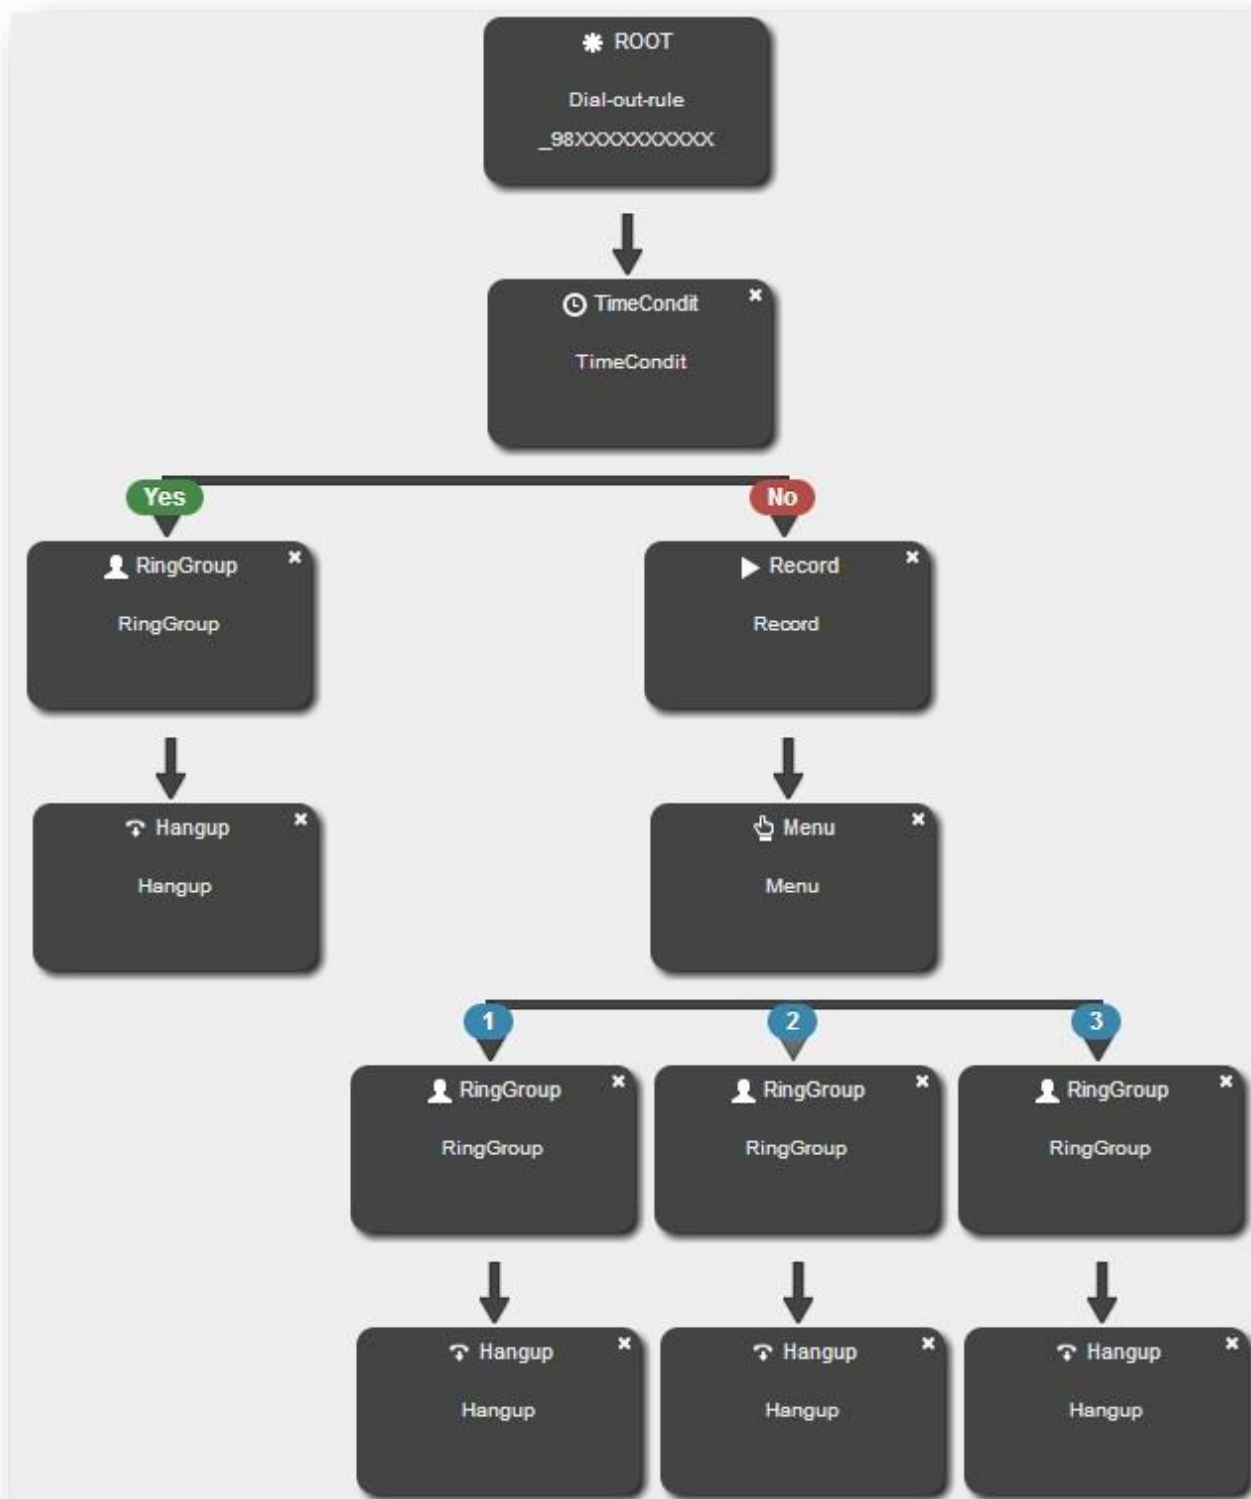 ROOT
Dial-out-rule
_98XXXXXXXXXX
TimeCondit
TimeCondit
Yes
No
RingGroup
RingGroup
Record
Record
Hangup
Hangup
Menu
Menu
1
2
3
RingGroup
RingGroup
RingGroup
RingGroup
RingGroup
RingGroup
Hangup
Hangup
Hangup
Hangup
Hangup
Hangup